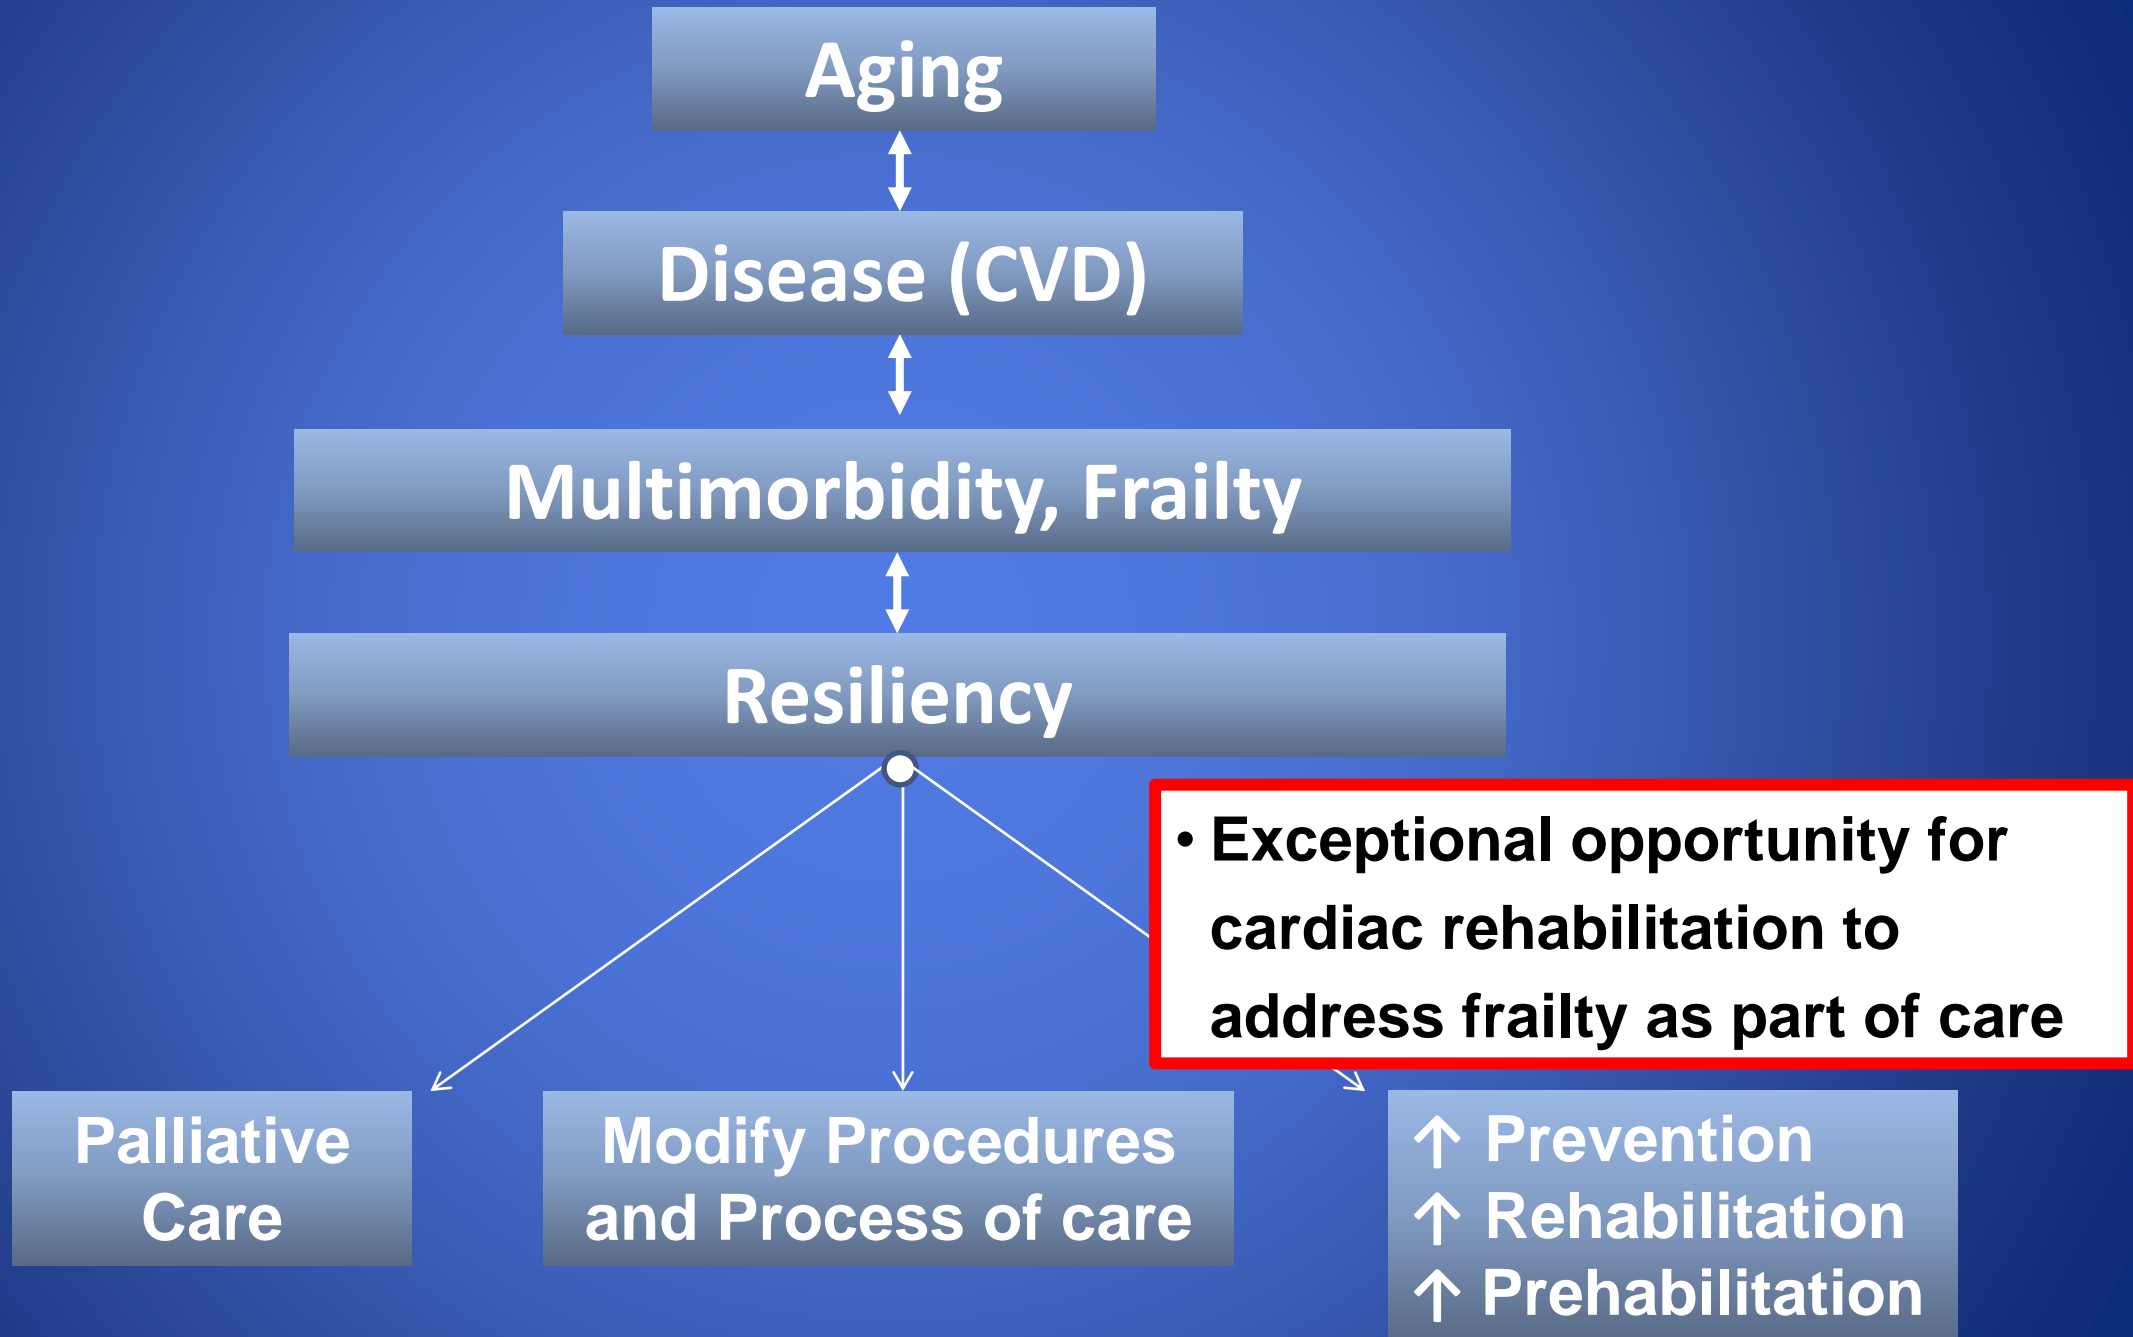 Aging
Disease (CVD)
Multimorbidity, Frailty
Resiliency
• Exceptional opportunity for
cardiac rehabilitation to
address frailty as part of care
Palliative
Care
Modify Procedures
and Process of care
↑ Prevention
↑ Rehabilitation
↑ Prehabilitation